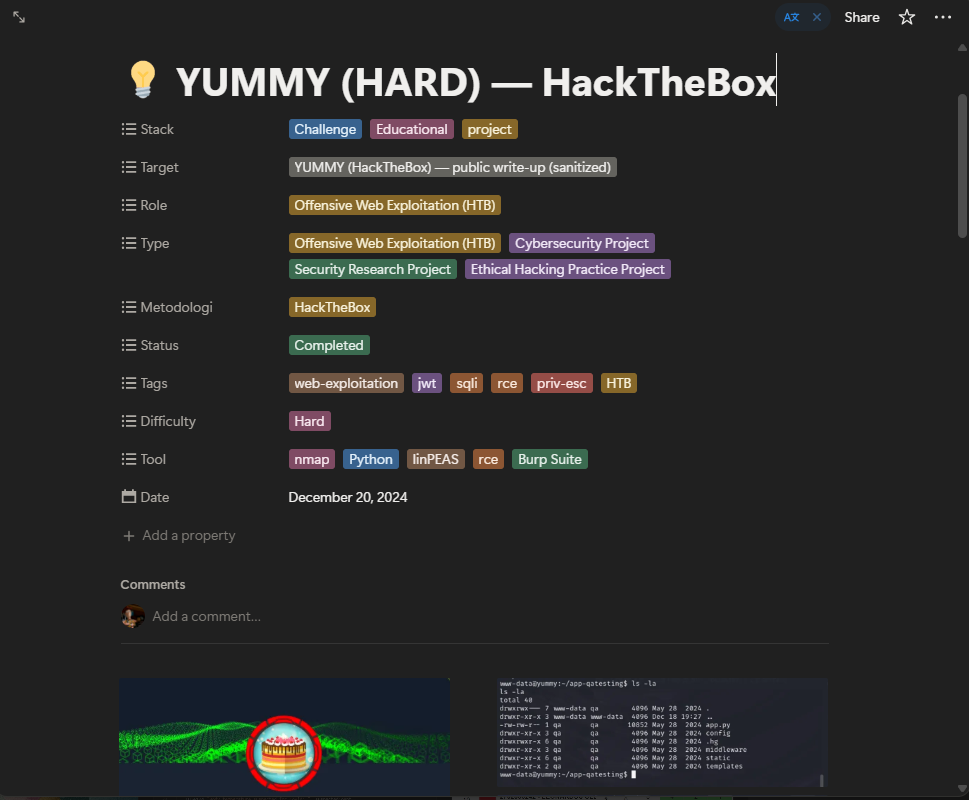 A文 ✕ Share
YUMMY (HARD) — HackTheBox
Stack Challenge Educational project
Target YUMMY (HackTheBox) — public write-up (sanitized)
Role Offensive Web Exploitation (HTB)
Type Offensive Web Exploitation (HTB) Cybersecurity Project
Security Research Project Ethical Hacking Practice Project
Metodologi HackTheBox
Status Completed
Tags web-exploitation jwt sqli rce priv-esc HTB
Difficulty Hard
Tool nmap Python linPEAS rce Burp Suite
Date December 20, 2024
+ Add a property
Comments
Add a comment...
www-data@yummy:~/app-qatesting$ ls -la
ls -la
total 40
drwxrwx--- 7 www-data qa 4096 May 28 2024 .
drwxr-xr-x 3 www-data www-data 4096 Dec 18 19:27 ..
-rw-rw-r-- 1 qa qa 10852 May 28 2024 app.py
drwxr-xr-x 3 qa qa 4096 May 28 2024 config
drwxrwxr-x 6 qa qa 4096 May 28 2024 .hg
drwxr-xr-x 3 qa qa 4096 May 28 2024 middleware
drwxr-xr-x 6 qa qa 4096 May 28 2024 static
drwxr-xr-x 2 qa qa 4096 May 28 2024 templates
www-data@yummy:~/app-qatesting$